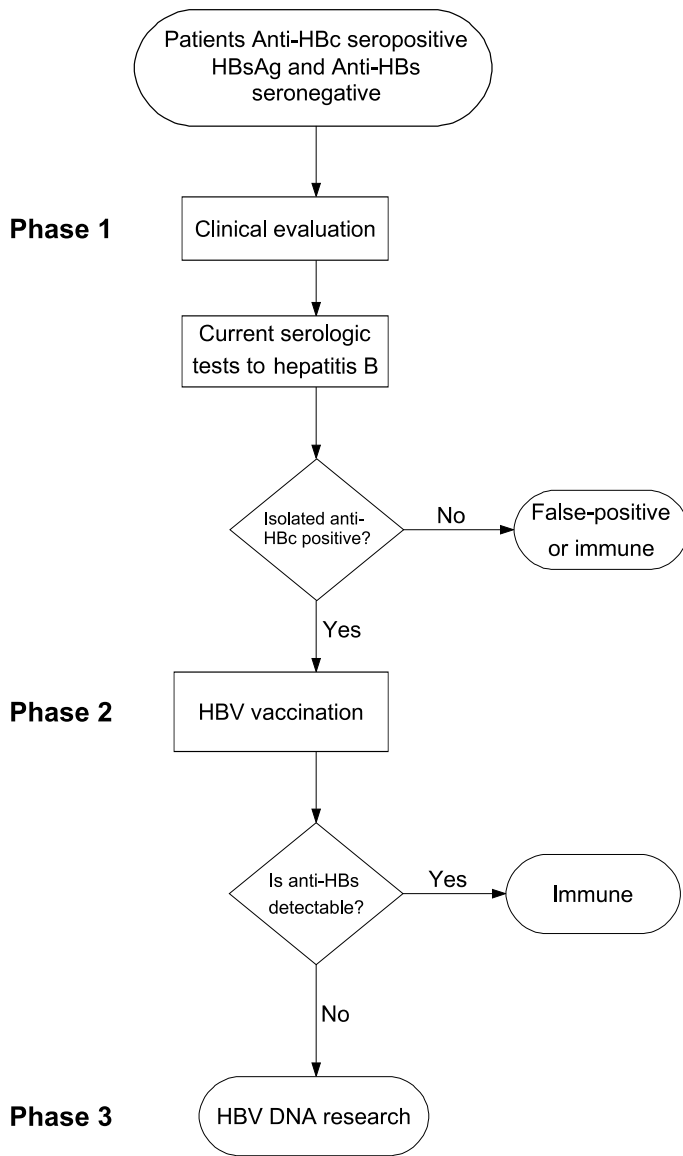 Patients Anti-HBc seropositive
HBsAg and Anti-HBs
seronegative
Phase 1
Clinical evaluation
Current serologic
tests to hepatitis B
Isolated anti-
HBc positive?
No
False-positive
or immune
Yes
Phase 2
HBV vaccination
Is anti-HBs
detectable?
Yes
Immune
No
Phase 3
HBV DNA research